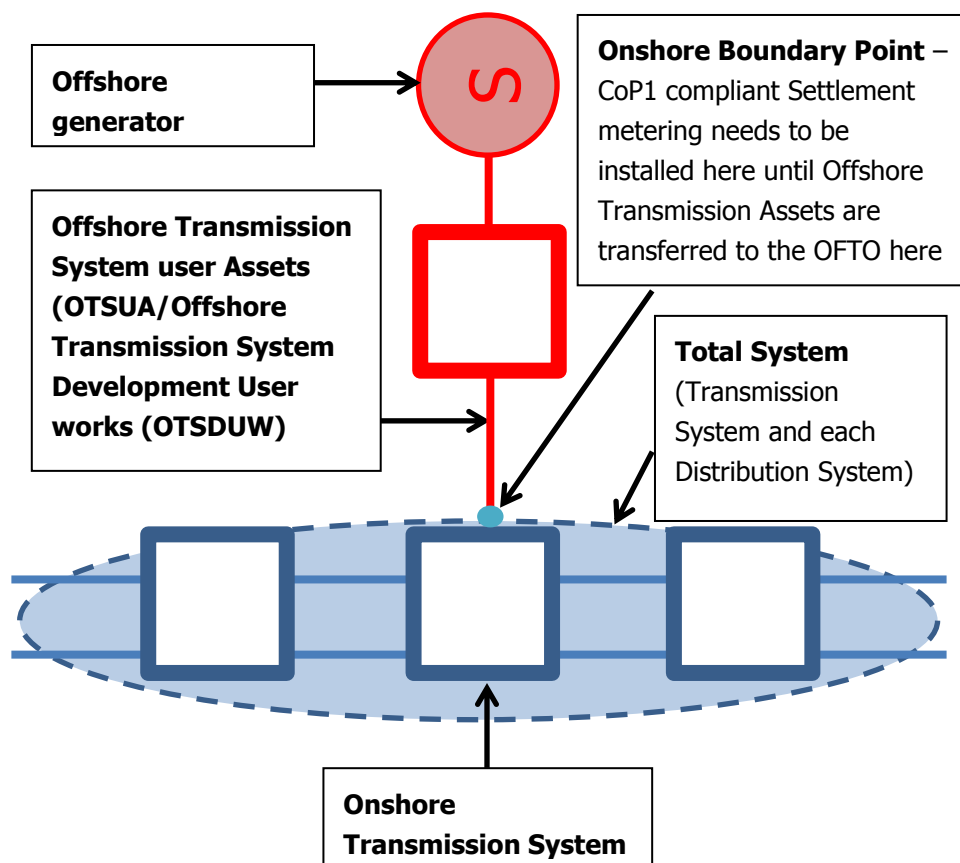 Offshore
generator
S
Onshore Boundary Point –
CoP1 compliant Settlement
metering needs to be
installed here until Offshore
Transmission Assets are
transferred to the OFTO here
Offshore Transmission
System user Assets
(OTSUA/Offshore
Transmission System
Development User
works (OTSDUW)
Total System
(Transmission
System and each
Distribution System)
Onshore
Transmission System